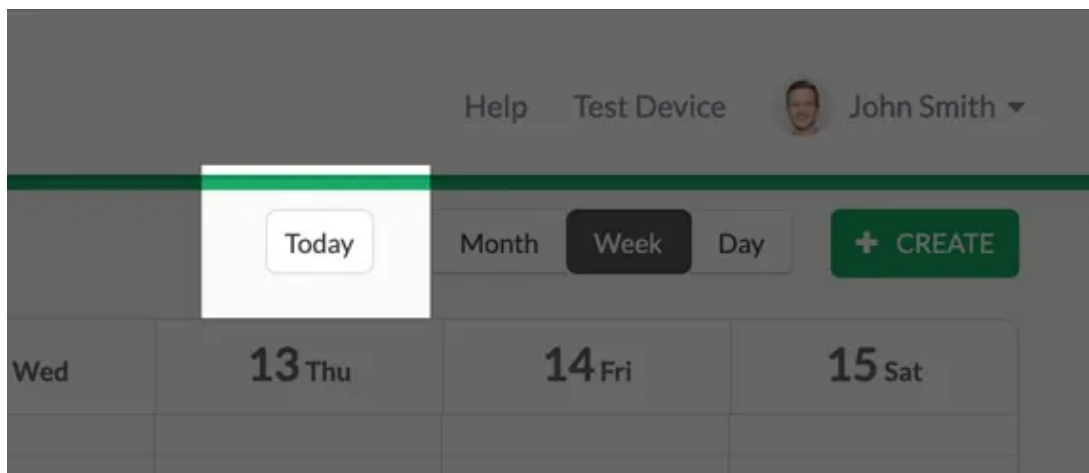 Help Test Device John Smith
Today Month Week Day + CREATE
Wed 13 Thu 14 Fri 15 Sat